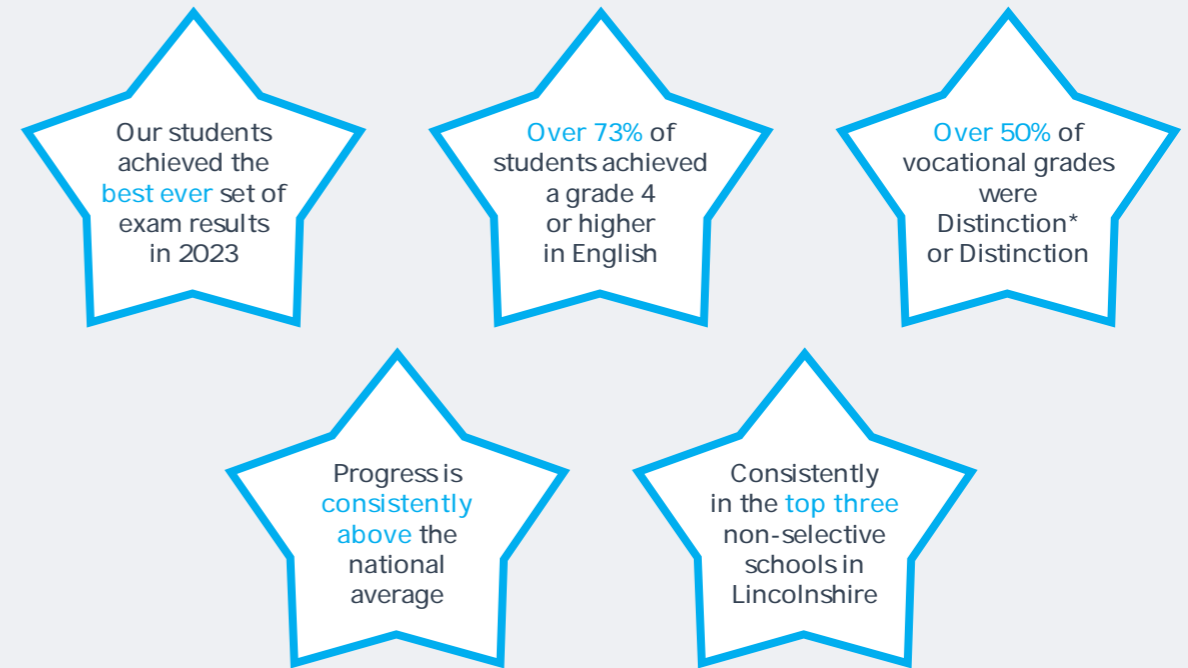 Our students
achieved the
best ever set of
exam results
in 2023
Over 73% of
students achieved
a grade 4
or higher
in English
Over 50% of
vocational grades
were
Distinction*
or Distinction
Progress is
consistently
above the
national
average
Consistently
in the top three
non-selective
schools in
Lincolnshire